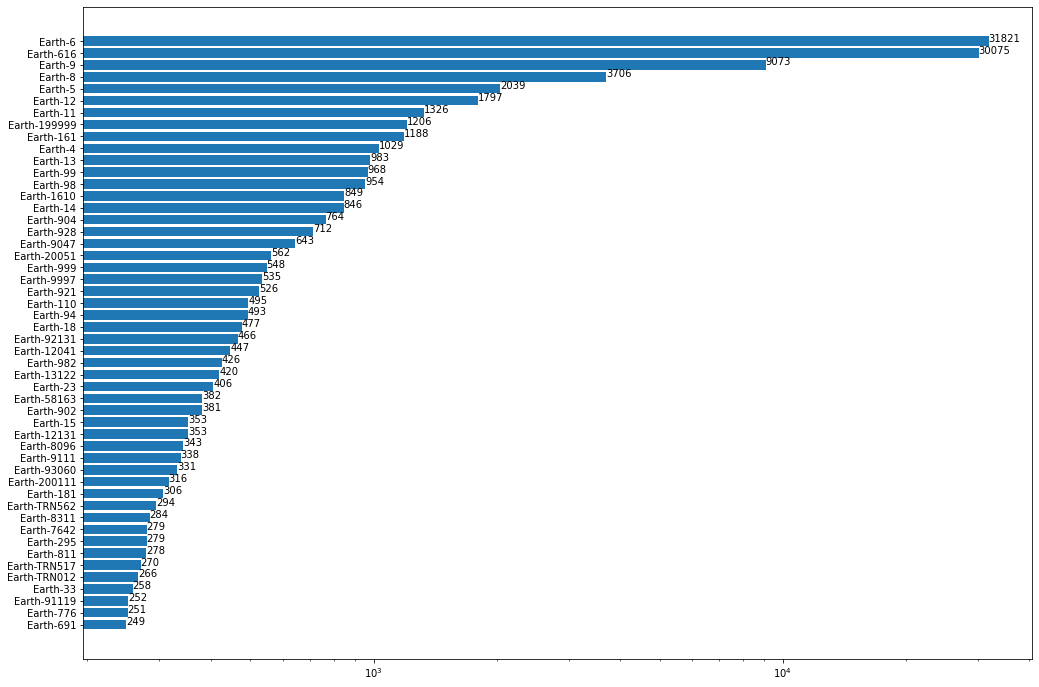 Earth-6 31821
Earth-616 30075
Earth-9 9073
Earth-8 3706
Earth-5 2039
Earth-12 1797
Earth-11 1326
Earth-199999 1206
Earth-161 1188
Earth-4 1029
Earth-13 983
Earth-99 968
Earth-98 954
Earth-1610 849
Earth-14 846
Earth-904 764
Earth-928 712
Earth-9047 643
Earth-20051 562
Earth-999 548
Earth-9997 535
Earth-921 526
Earth-110 495
Earth-94 493
Earth-18 477
Earth-92131 466
Earth-12041 447
Earth-982 426
Earth-13122 420
Earth-23 406
Earth-58163 382
Earth-902 381
Earth-15 353
Earth-12131 353
Earth-8096 343
Earth-9111 338
Earth-93060 331
Earth-200111 316
Earth-181 306
Earth-TRN562 294
Earth-8311 284
Earth-7642 279
Earth-295 279
Earth-811 278
Earth-TRN517 270
Earth-TRN012 266
Earth-33 258
Earth-91119 252
Earth-776 251
Earth-691 249
10³ 10⁴